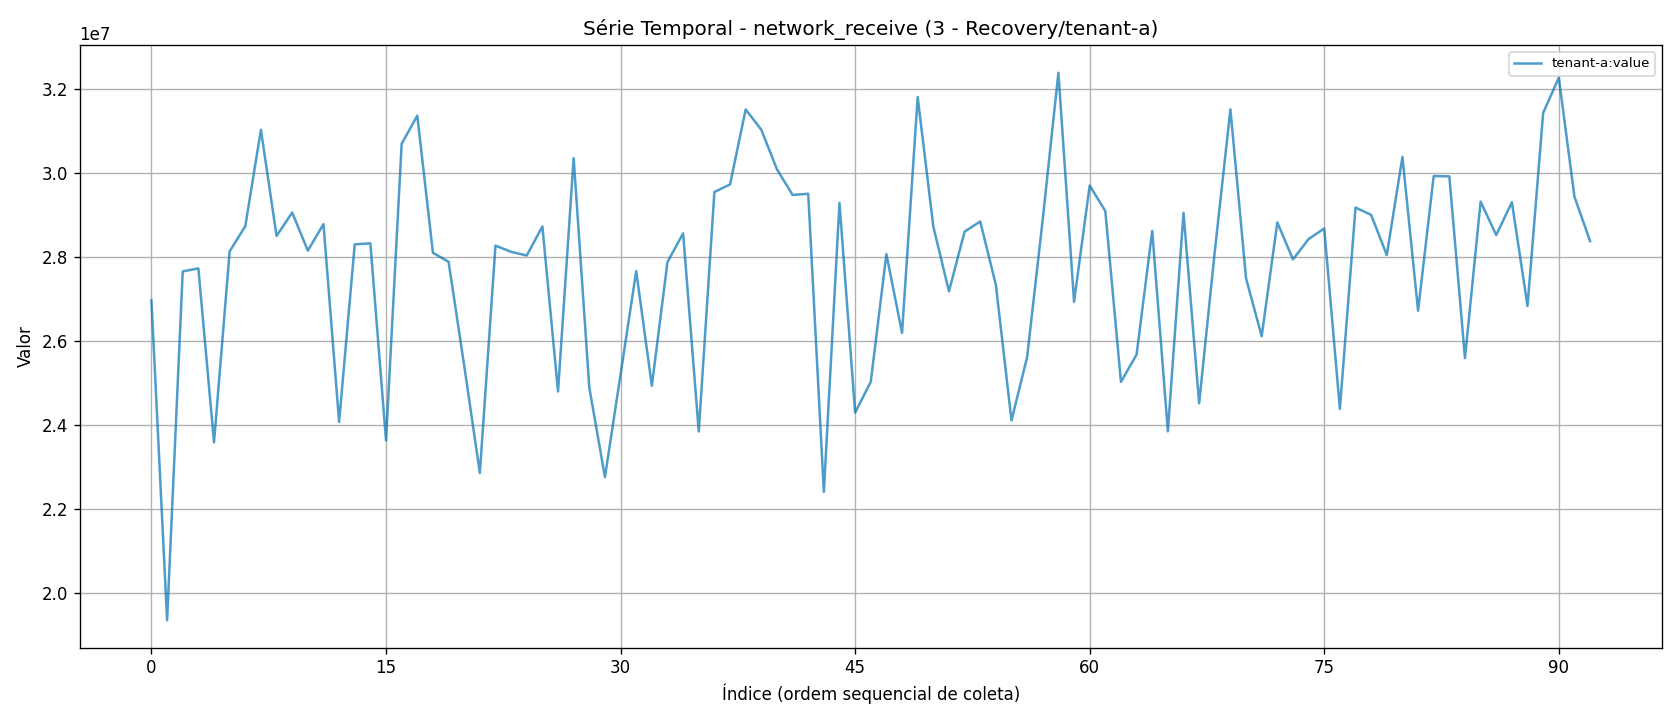 Série Temporal - network_receive (3 - Recovery/tenant-a)
1e7
tenant-a:value
3.2
3.0
2.8
2.6
2.4
2.2
2.0
Valor
0 15 30 45 60 75 90
Índice (ordem sequencial de coleta)